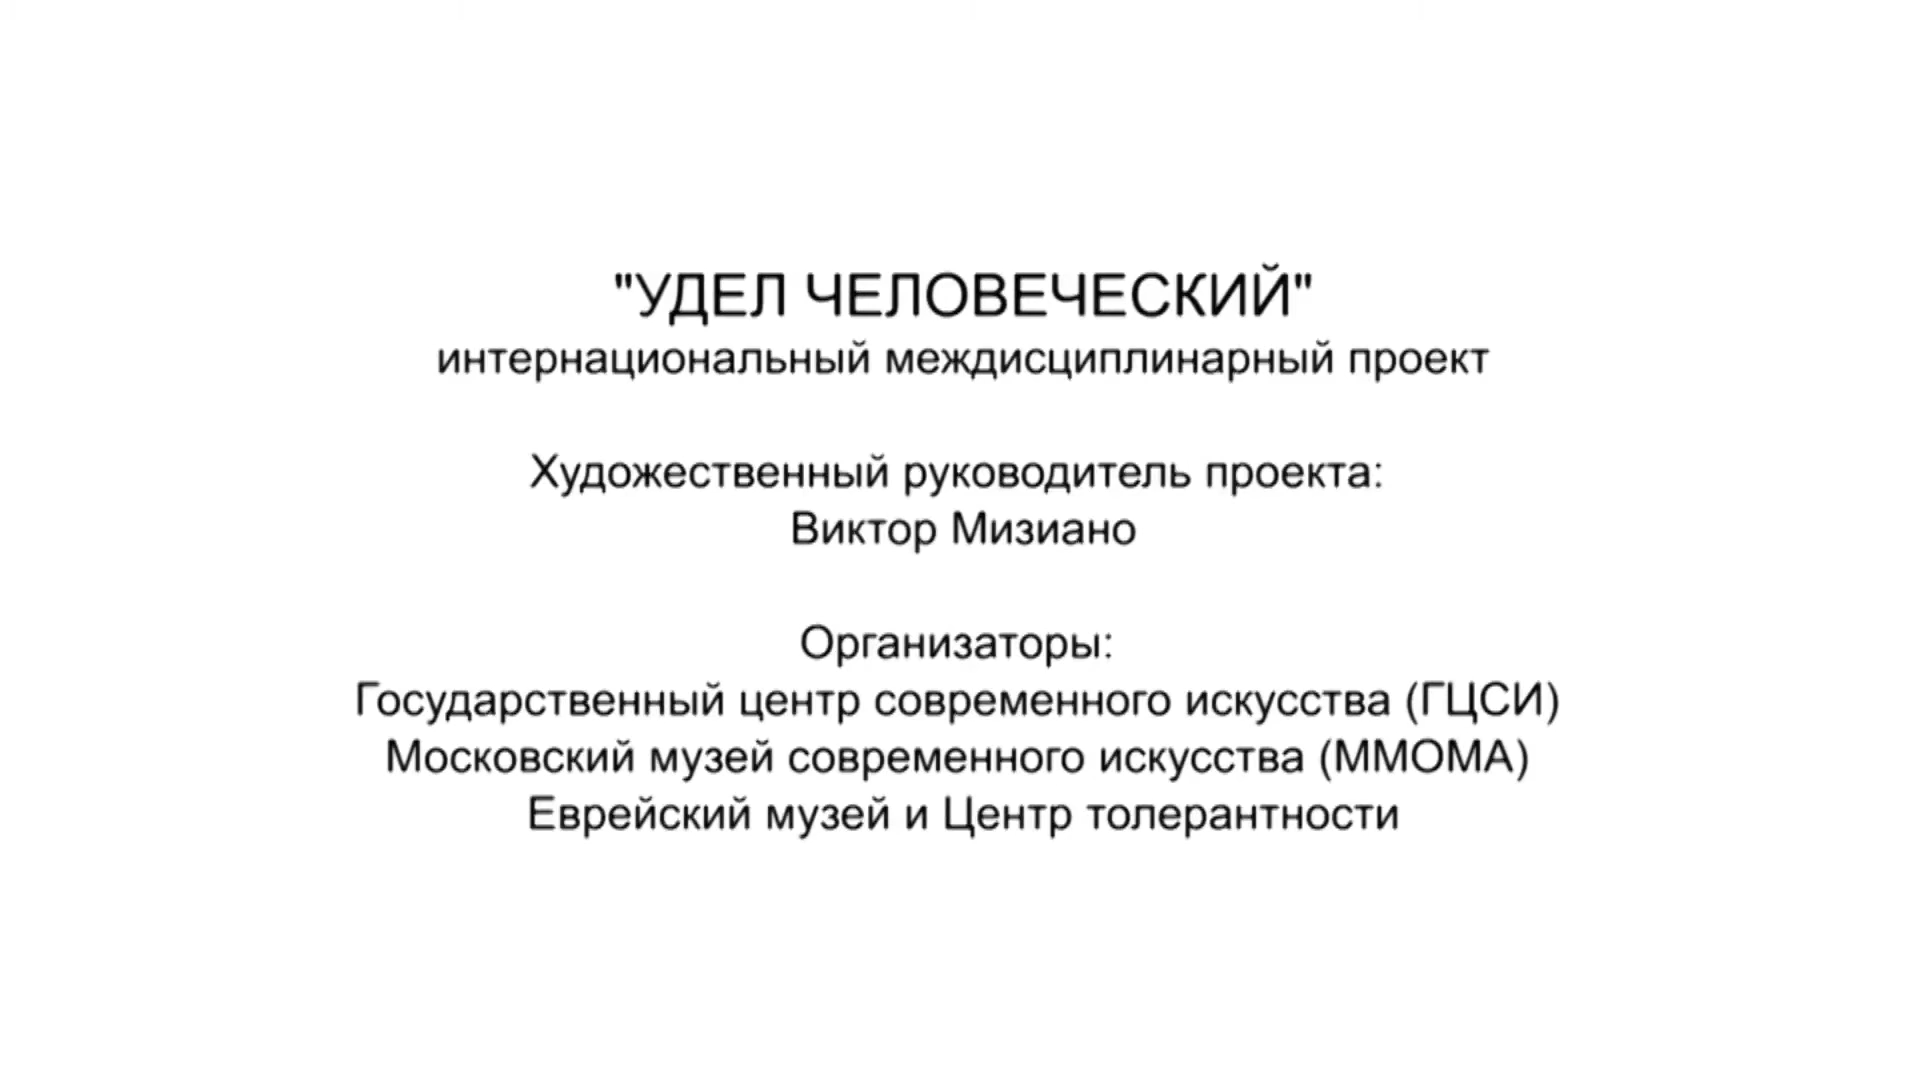 "УДЕЛ ЧЕЛОВЕЧЕСКИЙ"
интернациональный междисциплинарный проект
Художественный руководитель проекта:
Виктор Мизиано
Организаторы:
Государственный центр современного искусства (ГЦСИ)
Московский музей современного искусства (ММОМА)
Еврейский музей и Центр толерантности